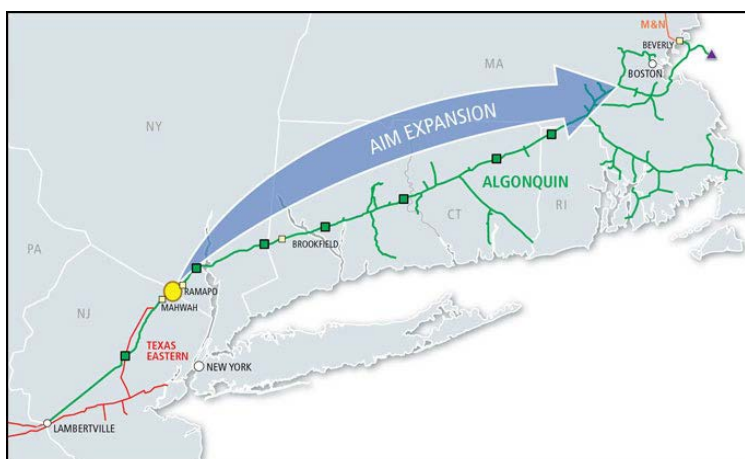 M&N
BEVERLY
BOSTON
MA
NY
AIM EXPANSION
ALGONQUIN
CT
RI
PA
BROOKFIELD
RAMAPO
MAHWAH
NJ
TEXAS
EASTERN
NEW YORK
LAMBERTVILLE